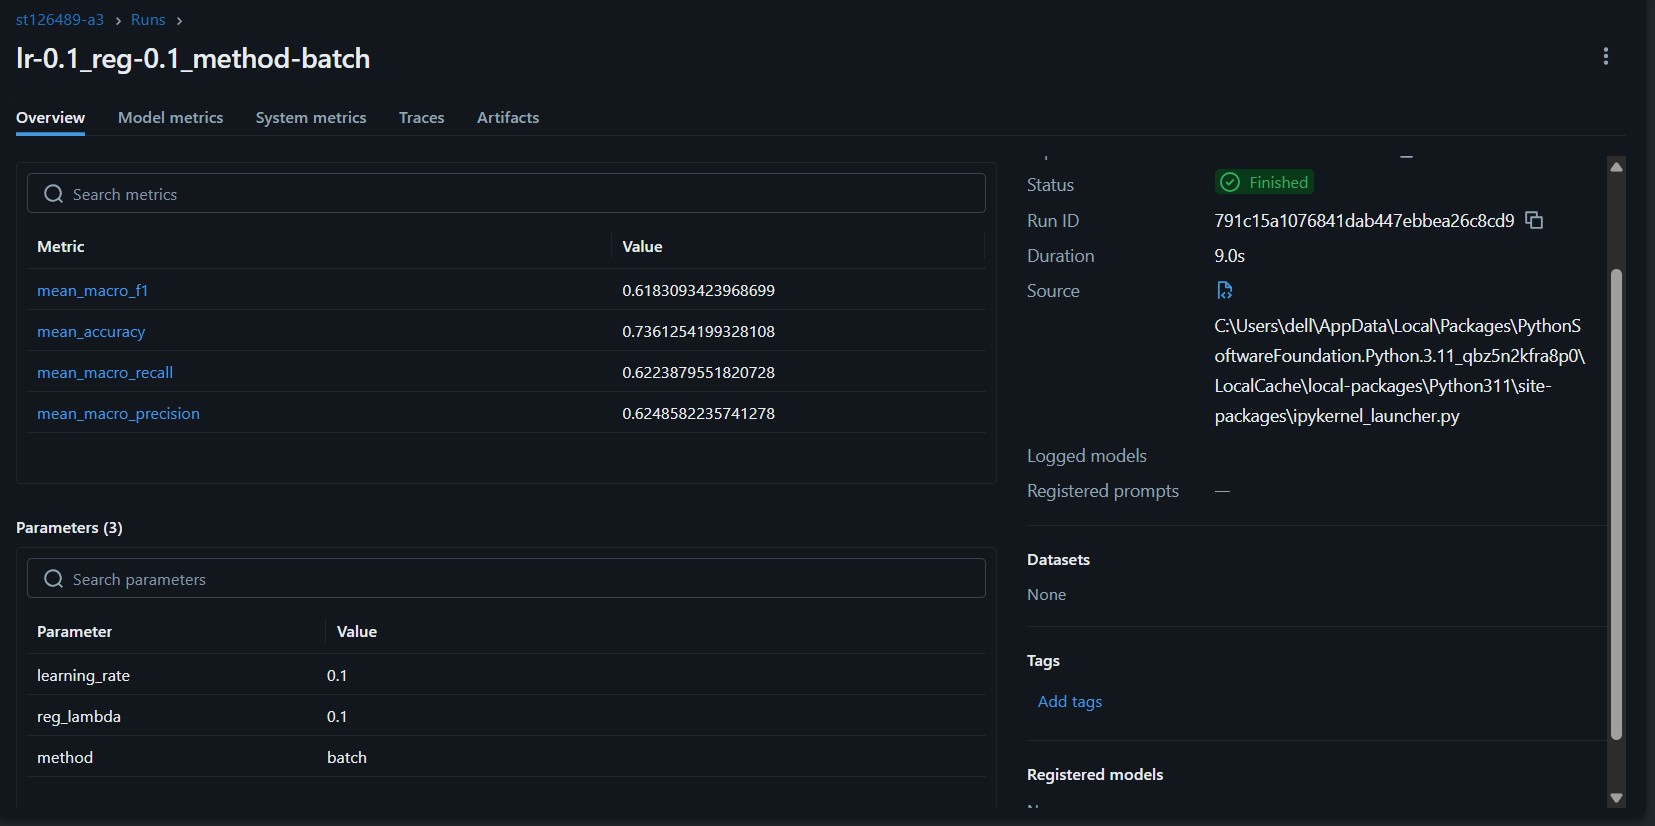 st126489-a3 › Runs ›
lr-0.1_reg-0.1_method-batch
Overview Model metrics System metrics Traces Artifacts
Search metrics
Metric Value
mean_macro_f1 0.6183093423968699
mean_accuracy 0.7361254199328108
mean_macro_recall 0.6223879551820728
mean_macro_precision 0.6248582235741278
Parameters (3)
Search parameters
Parameter Value
learning_rate 0.1
reg_lambda 0.1
method batch
Status Finished
Run ID 791c15a1076841dab447ebbea26c8cd9
Duration 9.0s
Source
C:\Users\dell\AppData\Local\Packages\PythonS
oftwareFoundation.Python.3.11_qbz5n2kfra8p0\
LocalCache\local-packages\Python311\site-
packages\ipykernel_launcher.py
Logged models
Registered prompts —
Datasets
None
Tags
Add tags
Registered models